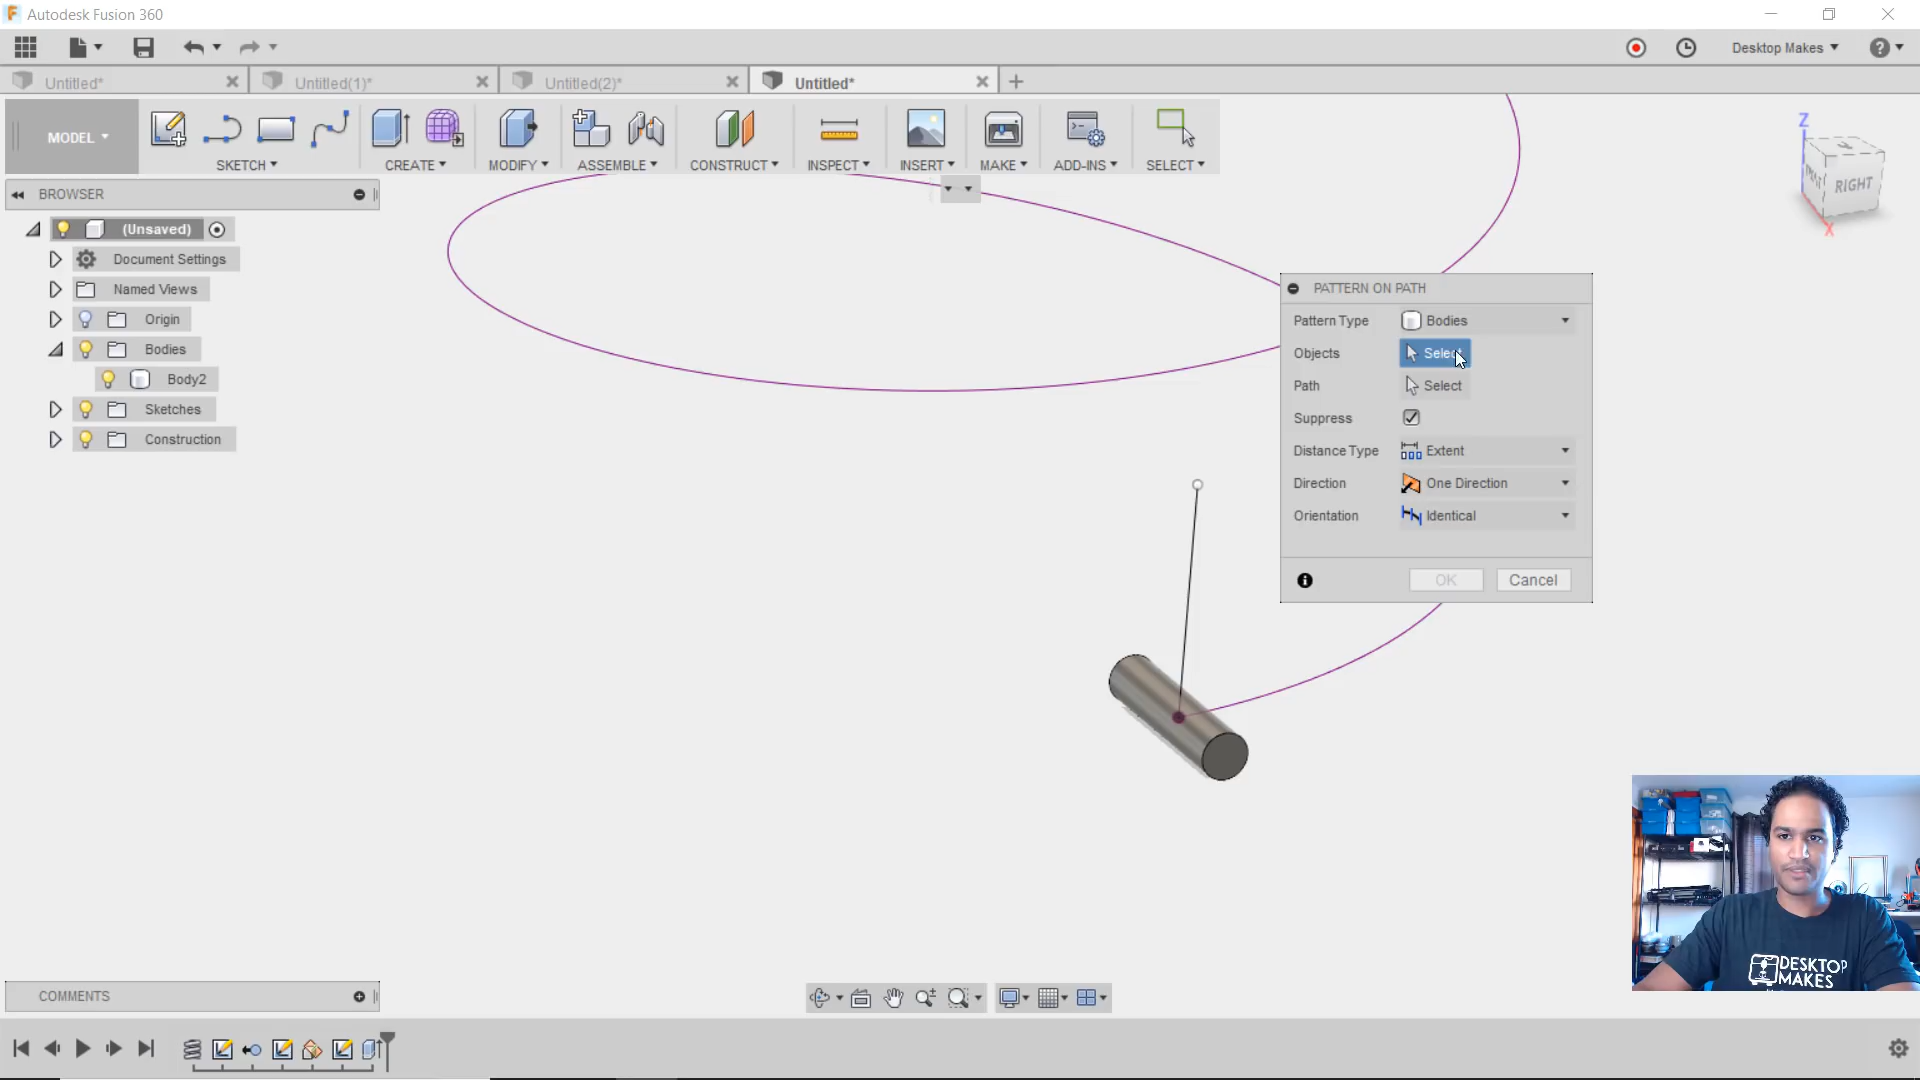 Autodesk Fusion 360
Desktop Makes
Untitled*
Untitled(1)*
Untitled(2)*
Untitled*
MODEL
SKETCH
CREATE
MODIFY
ASSEMBLE
CONSTRUCT
INSPECT
INSERT
MAKE
ADD-INS
SELECT
Z
RIGHT
X
BROWSER
(Unsaved)
Document Settings
Named Views
Origin
Bodies
Body2
Sketches
Construction
PATTERN ON PATH
Pattern Type Bodies
Objects Select
Path Select
Suppress
Distance Type Extent
Direction One Direction
Orientation Identical
OK Cancel
DESKTOP
MAKES
COMMENTS